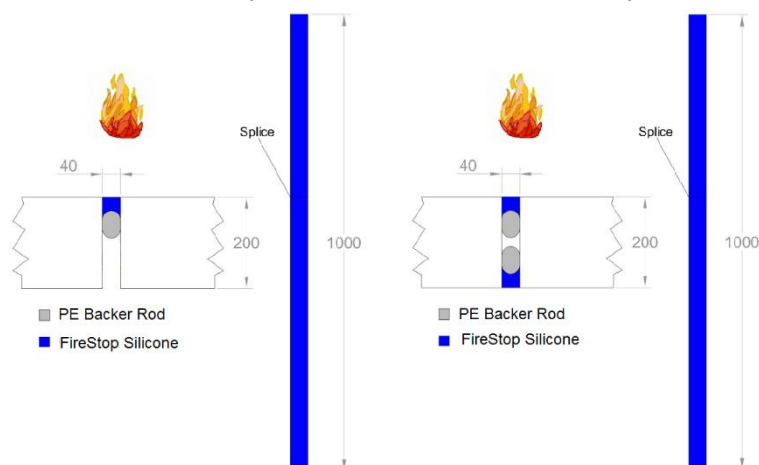 Splice
40
200
1000
PE Backer Rod
FireStop Silicone
Splice
40
200
1000
PE Backer Rod
FireStop Silicone